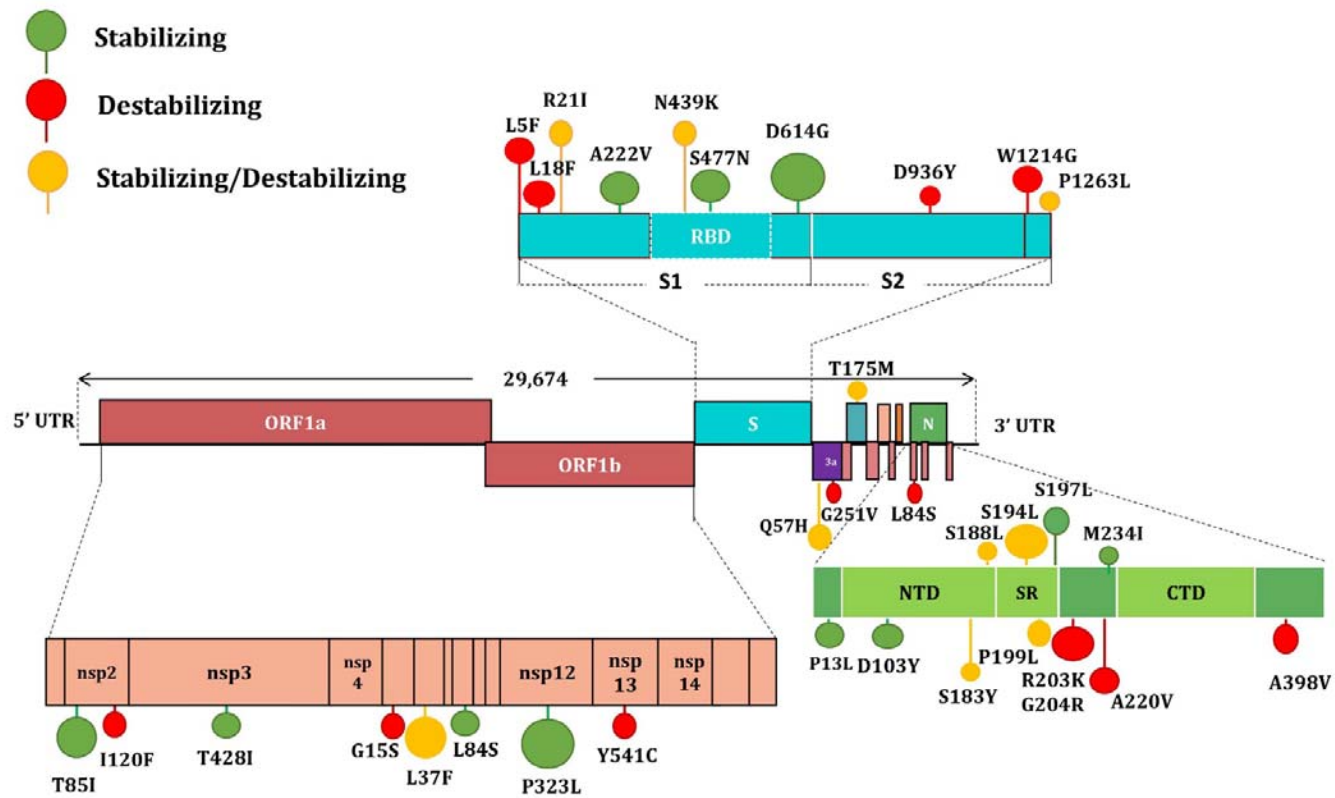 Stabilizing
Destabilizing
Stabilizing/Destabilizing
L5F
L18F
R21I
A222V
N439K
S477N
D614G
D936Y
W1214G
P1263L
RBD
S1
S2
29,674
T175M
5’ UTR
ORF1a
S
N
3’ UTR
ORF1b
3a
Q57H
G251V
L84S
S188L
S194L
S197L
M234I
NTD
SR
CTD
P13L
D103Y
S183Y
P199L
R203K
G204R
A220V
A398V
nsp2
nsp3
nsp
4
nsp12
nsp
13
nsp
14
T85I
I120F
T428I
G15S
L37F
L84S
P323L
Y541C